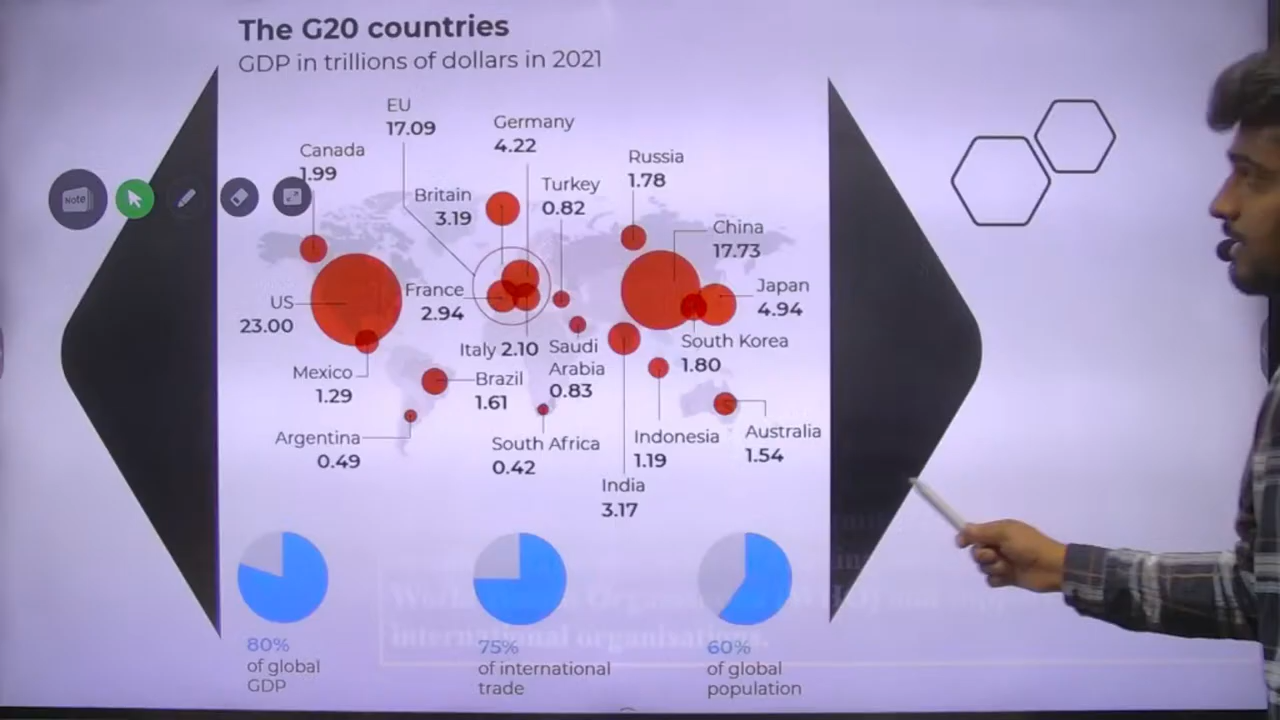 The G20 countries
GDP in trillions of dollars in 2021
EU
17.09
Germany
4.22
Canada
1.99
Russia
1.78
Note
Britain
3.19
Turkey
0.82
China
17.73
US
23.00
France
2.94
Japan
4.94
Italy 2.10
Saudi
Arabia
0.83
South Korea
1.80
Mexico
1.29
Brazil
1.61
Argentina
0.49
South Africa
0.42
Indonesia
1.19
Australia
1.54
India
3.17
international organisations.
80%
of global
GDP
75%
of international
trade
60%
of global
population